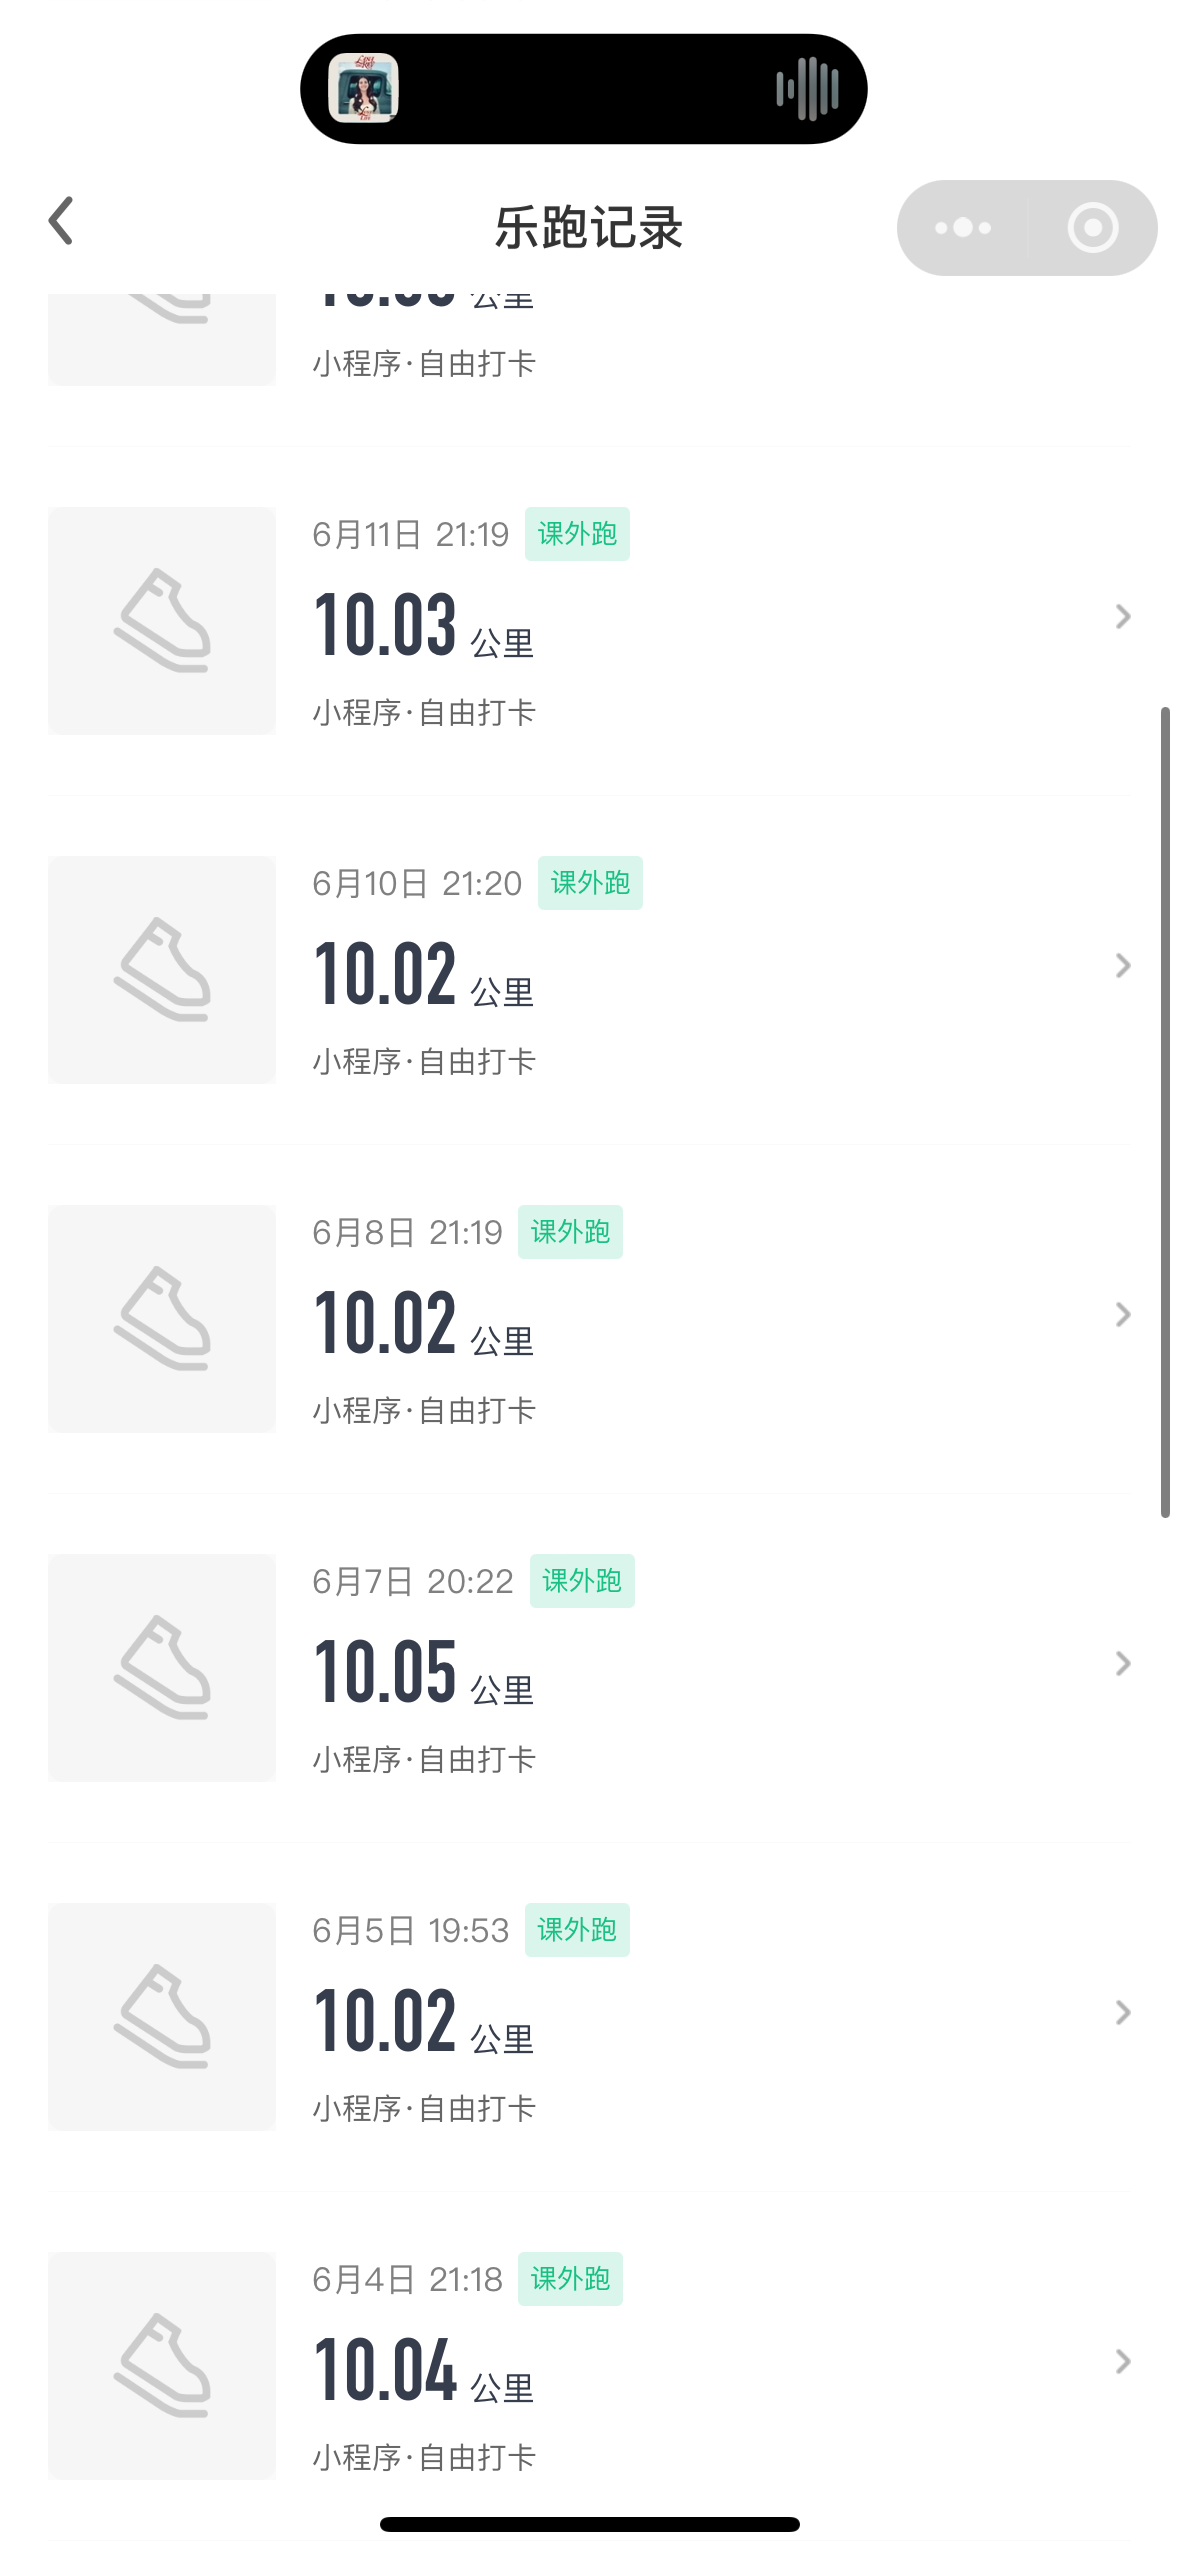 乐跑记录
公里
小程序·自由打卡
6月11日 21:19 课外跑
10.03 公里
小程序·自由打卡
6月10日 21:20 课外跑
10.02 公里
小程序·自由打卡
6月8日 21:19 课外跑
10.02 公里
小程序·自由打卡
6月7日 20:22 课外跑
10.05 公里
小程序·自由打卡
6月5日 19:53 课外跑
10.02 公里
小程序·自由打卡
6月4日 21:18 课外跑
10.04 公里
小程序·自由打卡